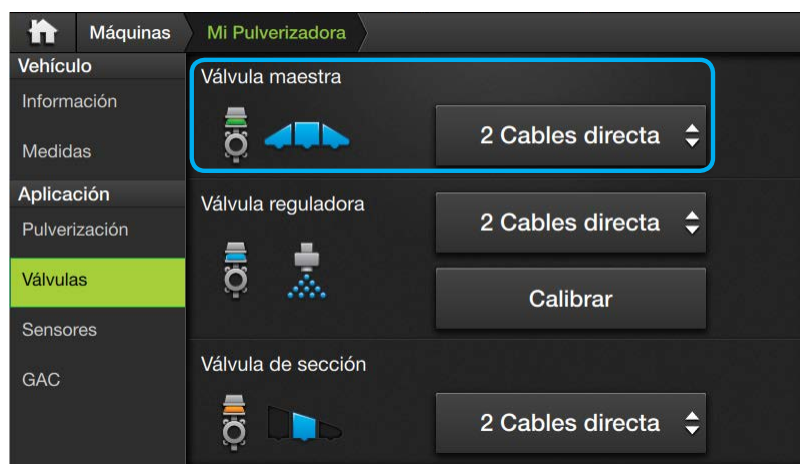 Máquinas
Mi Pulverizadora
Vehículo
Información
Medidas
Aplicación
Pulverización
Válvulas
Sensores
GAC
Válvula maestra
2 Cables directa
Válvula reguladora
2 Cables directa
Calibrar
Válvula de sección
2 Cables directa